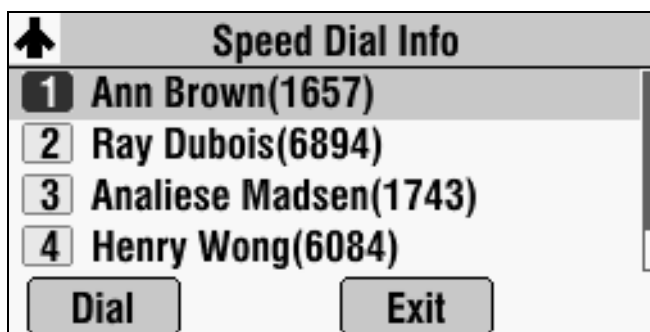 Speed Dial Info
1 Ann Brown(1657)
2 Ray Dubois(6894)
3 Analiese Madsen(1743)
4 Henry Wong(6084)
Dial Exit